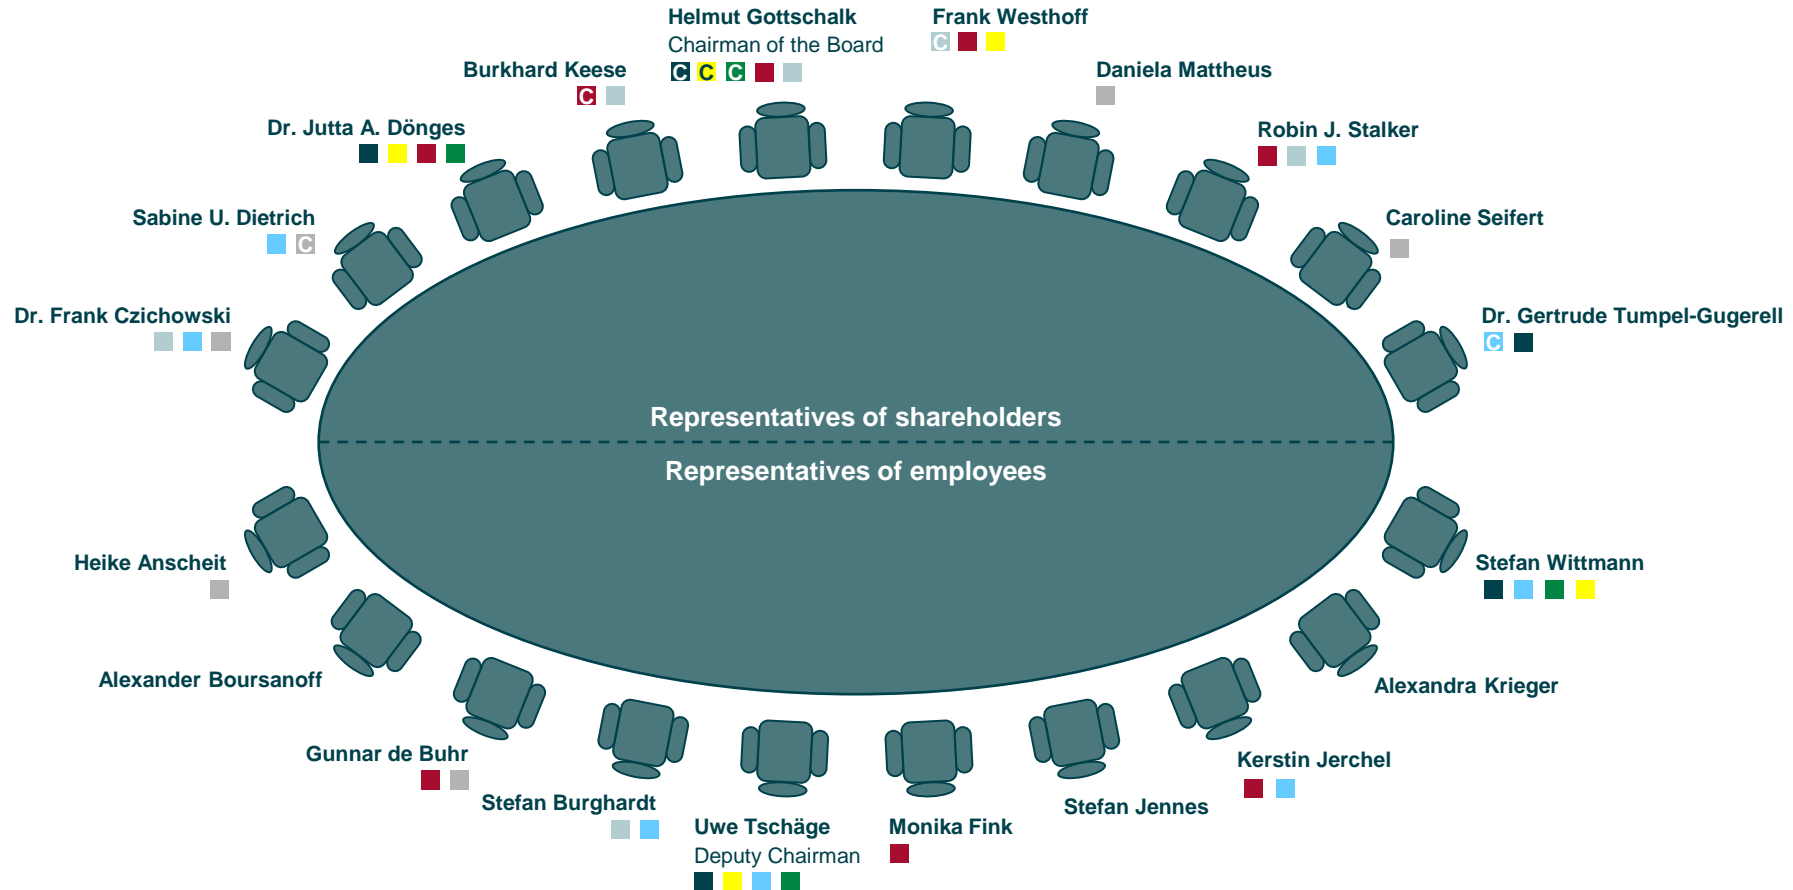 Helmut Gottschalk
Chairman of the Board
C C C
Frank Westhoff
C
Burkhard Keese
C
Daniela Mattheus
Dr. Jutta A. Dönges
Robin J. Stalker
Sabine U. Dietrich
C
Caroline Seifert
Dr. Frank Czichowski
Dr. Gertrude Tumpel-Gugerell
C
Representatives of shareholders
Representatives of employees
Heike Anscheit
Stefan Wittmann
Alexander Boursanoff
Alexandra Krieger
Gunnar de Buhr
Kerstin Jerchel
Stefan Burghardt
Stefan Jennes
Uwe Tschäge
Deputy Chairman
Monika Fink